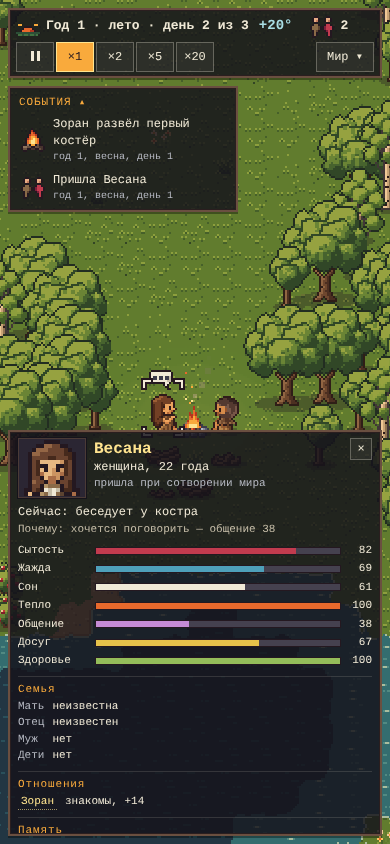 Год 1 · лето · день 2 из 3 +20° 2
×1 ×2 ×5 ×20 Мир ▾
СОБЫТИЯ ▴
Зоран развёл первый
костёр
год 1, весна, день 1
Пришла Весана
год 1, весна, день 1
Весана ×
женщина, 22 года
пришла при сотворении мира
Сейчас: беседует у костра
Почему: хочется поговорить — общение 38
Сытость 82
Жажда 69
Сон 61
Тепло 100
Общение 38
Досуг 67
Здоровье 100
Семья
Мать неизвестна
Отец неизвестен
Муж нет
Дети нет
Отношения
Зоран знакомы, +14
Память